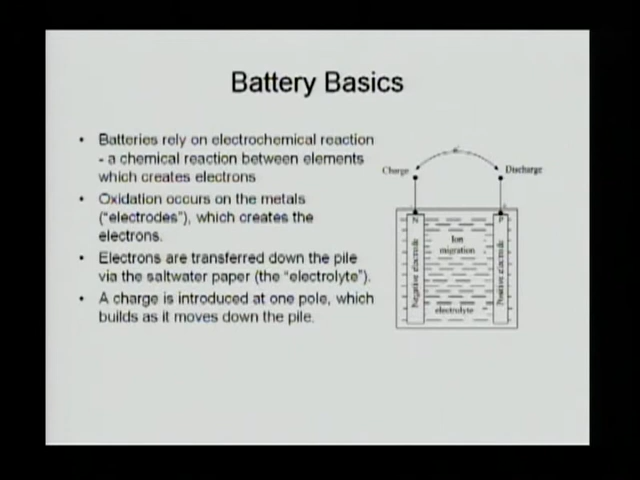 Battery Basics
• Batteries rely on electrochemical reaction
- a chemical reaction between elements
which creates electrons
• Oxidation occurs on the metals
("electrodes"), which creates the
electrons.
• Electrons are transferred down the pile
via the saltwater paper (the "electrolyte").
• A charge is introduced at one pole, which
builds as it moves down the pile.
Charge
Discharge
Negative electrode
Ion
migration
electrolyte
Positive electrode